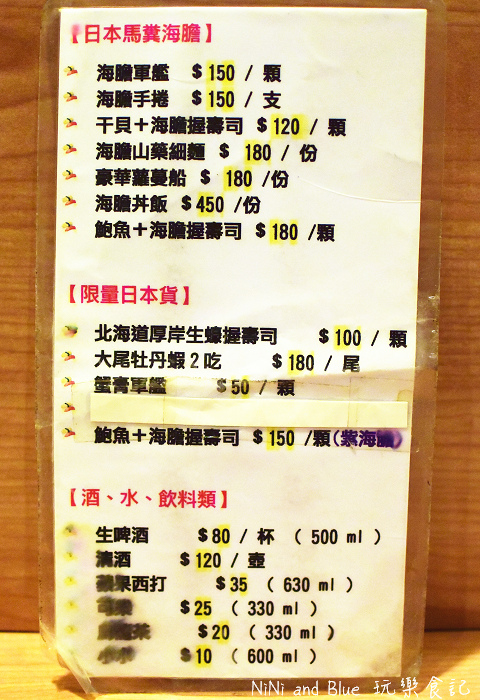 【日本馬糞海膽】
海膽軍艦 $150 / 顆
海膽手捲 $150 / 支
干貝+海膽握壽司 $120 / 顆
海膽山藥細麵 $ 180 / 份
豪華蘿蔓船 $ 180 /份
海膽丼飯 $450 /份
鮑魚+海膽握壽司 $180 /顆
【限量日本貨】
北海道厚岸生蠔握壽司 $100 / 顆
大尾牡丹蝦2吃 $180 / 尾
蟹膏軍艦 $50 / 顆
鮑魚+海膽握壽司 $150 /顆(紫海膽)
【酒、水、飲料類】
生啤酒 $80 / 杯 ( 500 ml )
清酒 $120 / 壺
蘋果西打 $35 ( 630 ml )
$25 ( 330 ml )
茶 $20 ( 330 ml )
$10 ( 600 ml )
NiNi and Blue 玩樂食記